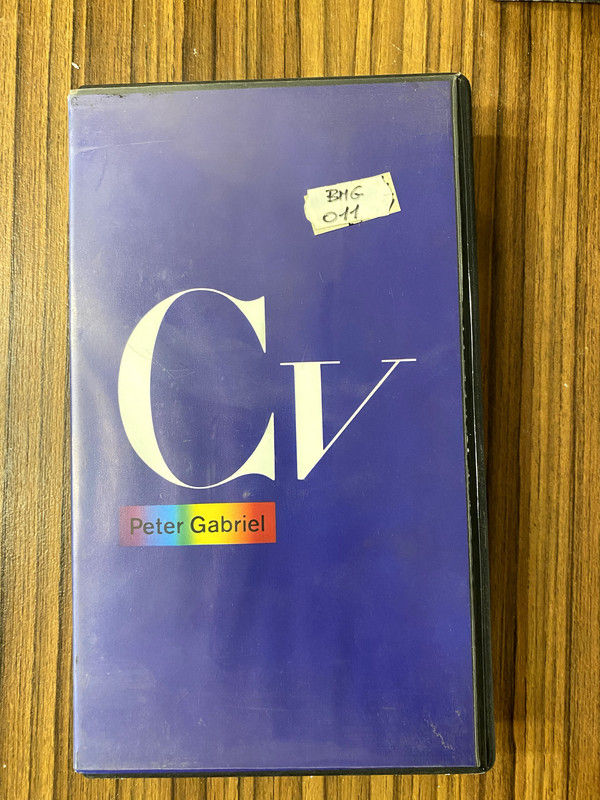 BMG
011
Cv
Peter Gabriel